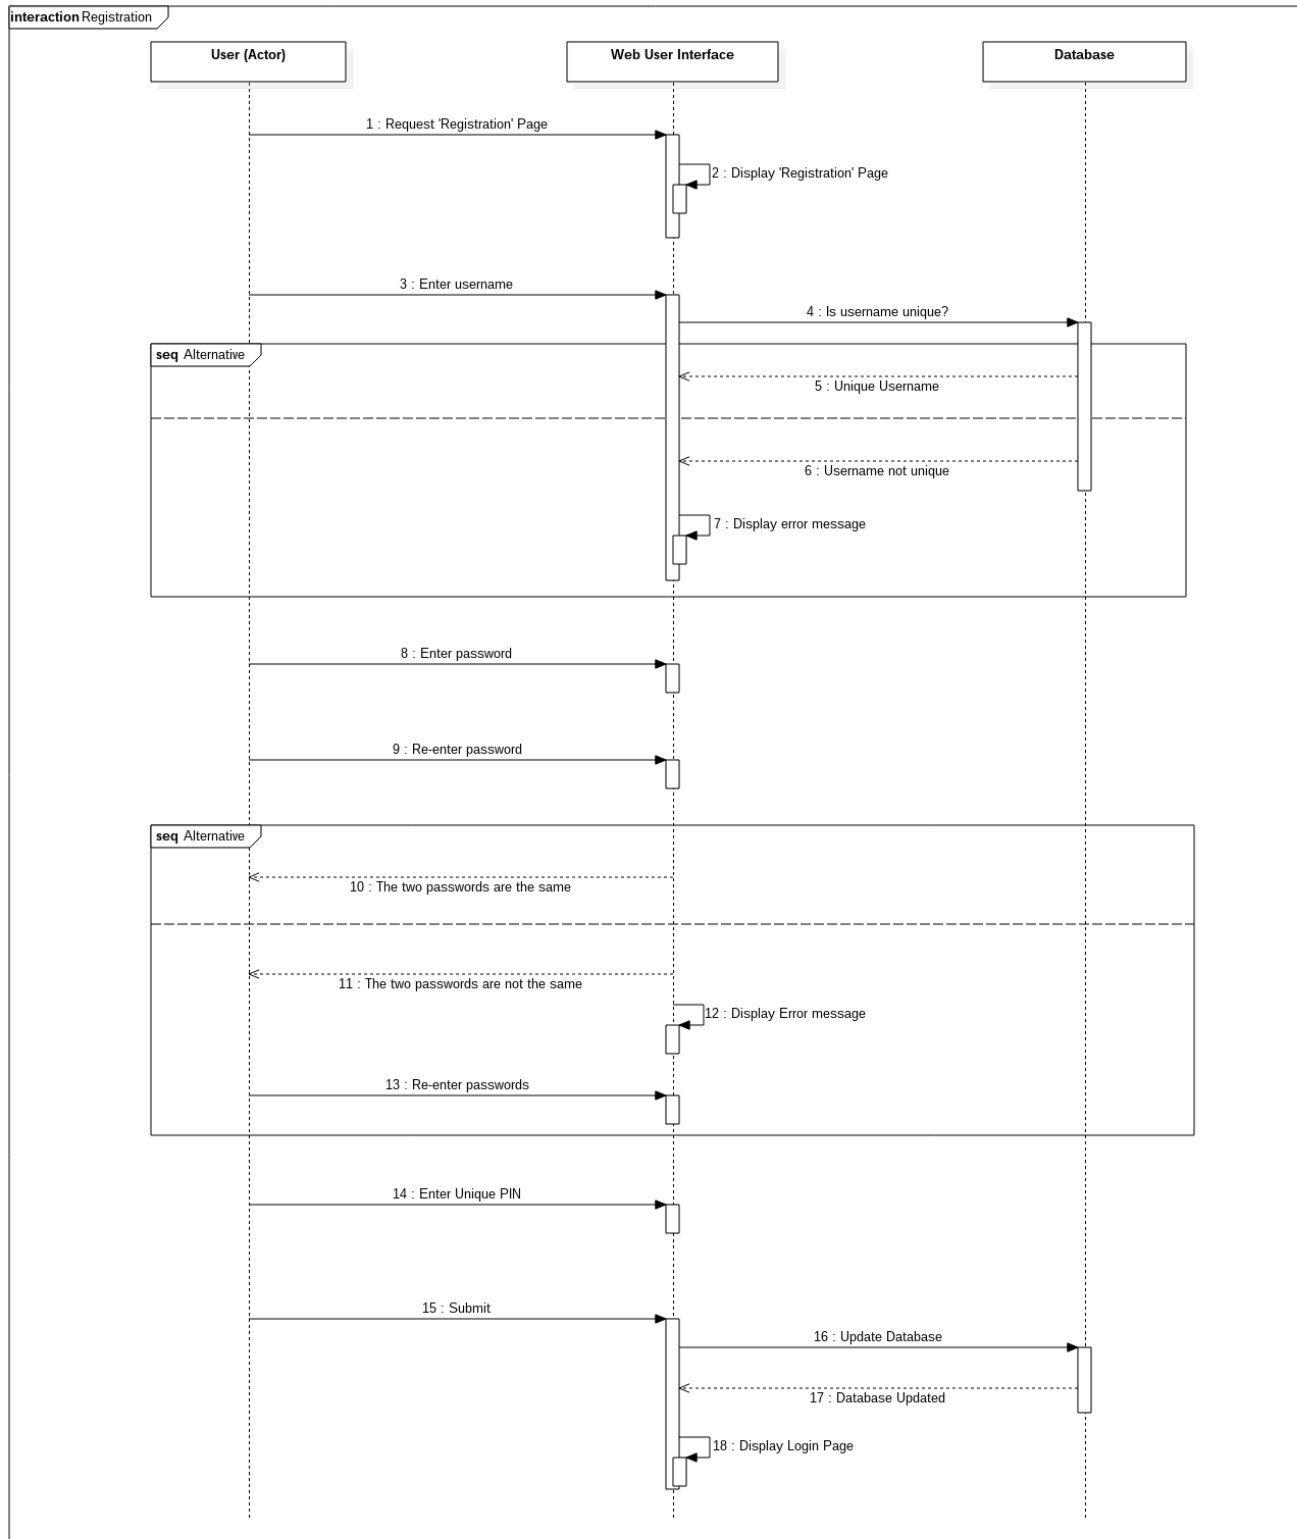 interaction Registration
User (Actor)
Web User Interface
Database
1 : Request 'Registration' Page
2 : Display 'Registration' Page
3 : Enter username
4 : Is username unique?
seq Alternative
5 : Unique Username
6 : Username not unique
7 : Display error message
8 : Enter password
9 : Re-enter password
seq Alternative
10 : The two passwords are the same
11 : The two passwords are not the same
12 : Display Error message
13 : Re-enter passwords
14 : Enter Unique PIN
15 : Submit
16 : Update Database
17 : Database Updated
18 : Display Login Page